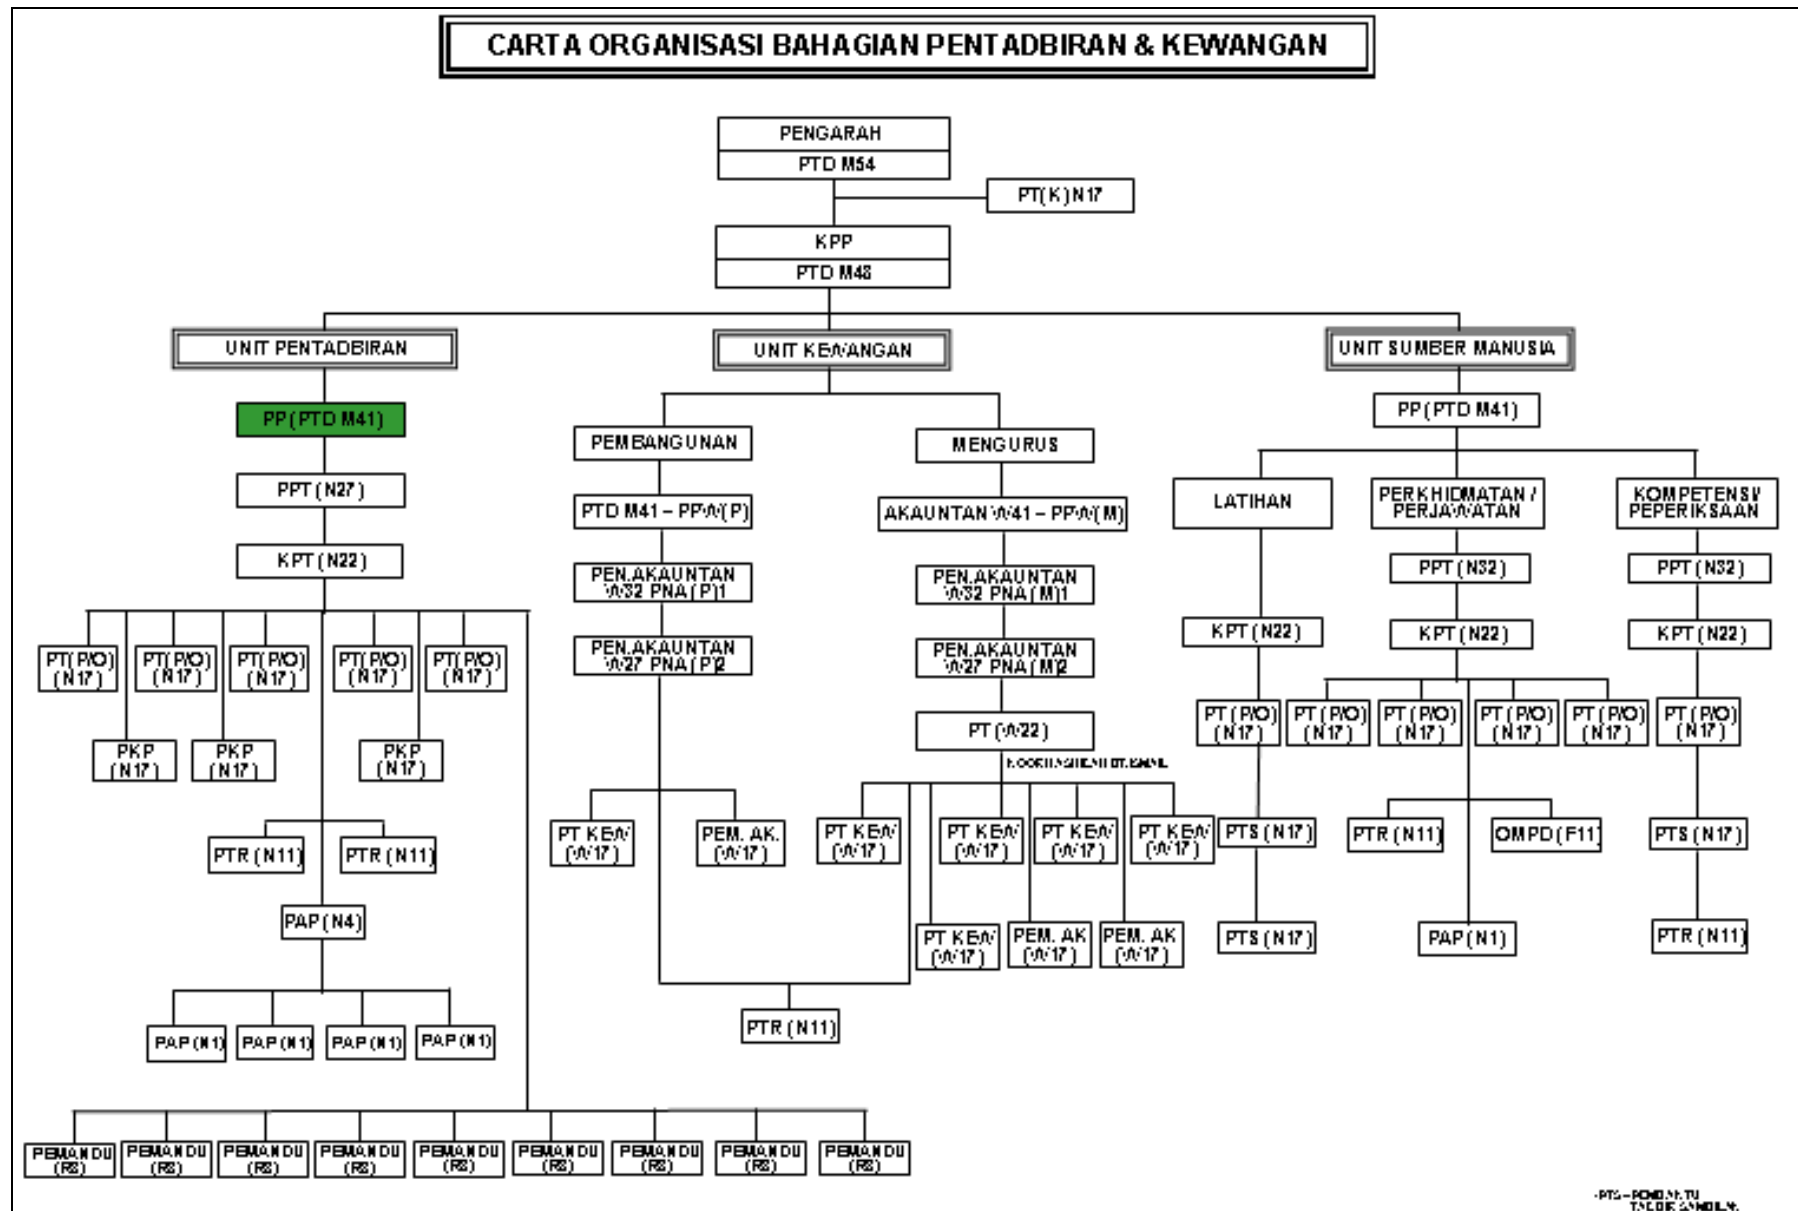 CARTA ORGANISASI BAHAGIAN PENTADBIRAN & KEWANGAN
PENGARAH
PTD M54
PT(K)N17
KPP
PTD M48
UNIT PENTADBIRAN
UNIT KEWANGAN
UNIT SUMBER MANUSIA
PP(PTD M41)
PPT(N27)
KPT(N22)
PT(P/O)
(N17)
PT(P/O)
(N17)
PT(P/O)
(N17)
PT(P/O)
(N17)
PT(P/O)
(N17)
PKP
(N17)
PKP
(N17)
PKP
(N17)
PTR(N11)
PTR(N11)
PAP(N4)
PAP(N1)
PAP(N1)
PAP(N1)
PAP(N1)
PEMANDU
(R3)
PEMANDU
(R3)
PEMANDU
(R3)
PEMANDU
(R3)
PEMANDU
(R3)
PEMANDU
(R3)
PEMANDU
(R3)
PEMANDU
(R3)
PEMANDU
(R3)
PEMBANGUNAN
PTD M41 – PPW(P)
PEN.AKAUNTAN
W32 PNA(P)1
PEN.AKAUNTAN
W27 PNA(P)2
PT KEW
(W17)
PEM. AK.
(W17)
MENGURUS
AKAUNTAN W41 – PPW(M)
PEN.AKAUNTAN
W32 PNA(M)1
PEN.AKAUNTAN
W27 PNA(M)2
PT(W22)
PT KEW
(W17)
PT KEW
(W17)
PT KEW
(W17)
PT KEW
(W17)
PT KEW
(W17)
PEM. AK
(W17)
PEM. AK
(W17)
PTR(N11)
PP(PTD M41)
LATIHAN
KPT(N22)
PT(P/O)
(N17)
PTS(N17)
PTS(N17)
PERKHIDMATAN /
PERJAWATAN
PPT(N32)
KPT(N22)
PT(P/O)
(N17)
PT(P/O)
(N17)
PT(P/O)
(N17)
PT(P/O)
(N17)
PTR(N11)
OMPD(F11)
PAP(N1)
KOMPETENSI/
PEPERIKSAAN
PPT(N32)
KPT(N22)
PT(P/O)
(N17)
PTS(N17)
PTR(N11)